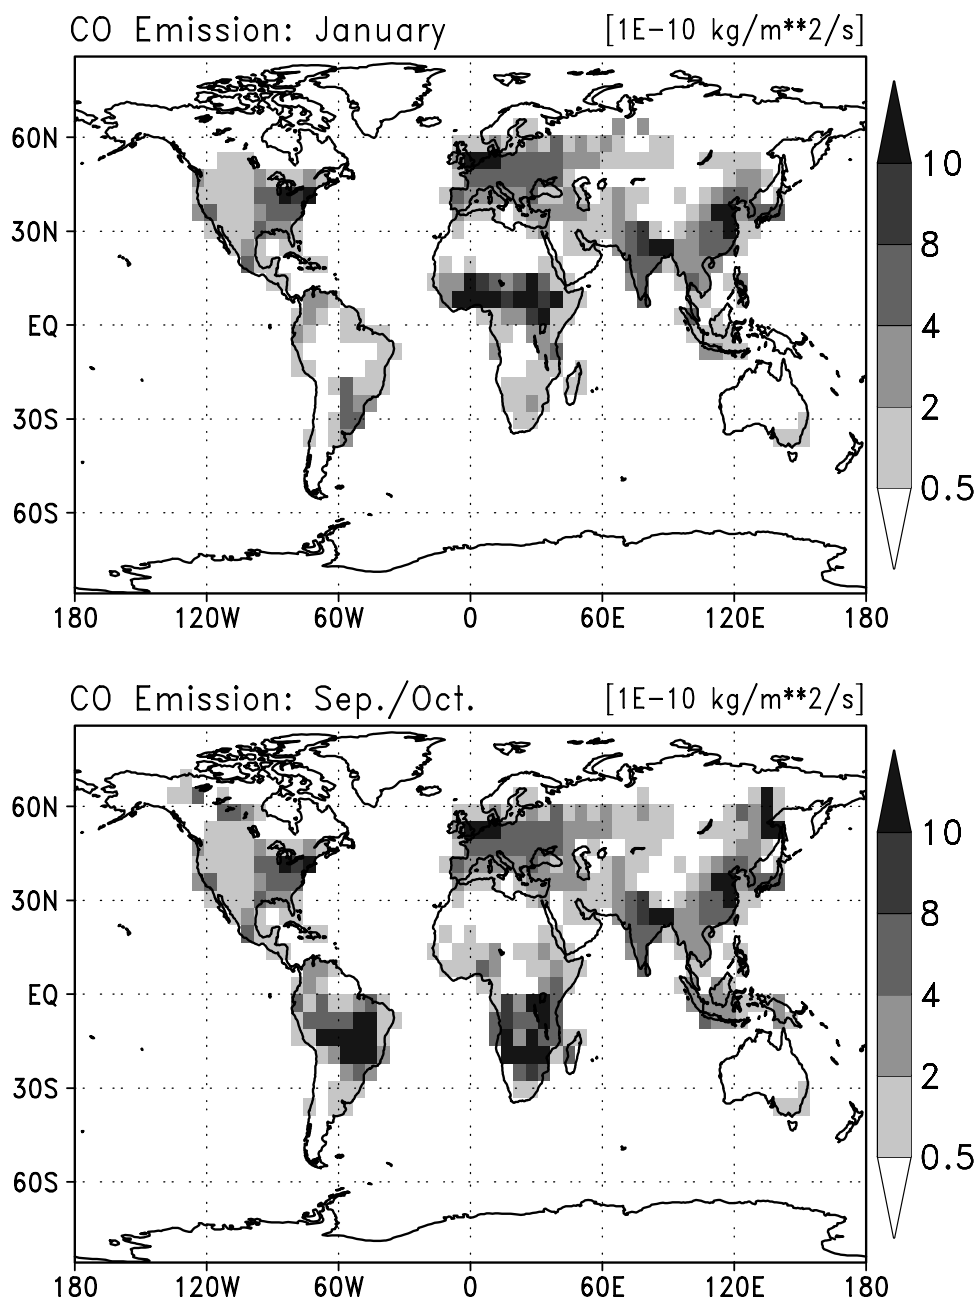 CO Emission: January [1E-10 kg/m**2/s]
60N
30N
EQ
30S
60S
180 120W 60W 0 60E 120E 180
10
8
4
2
0.5
CO Emission: Sep./Oct. [1E-10 kg/m**2/s]
60N
30N
EQ
30S
60S
180 120W 60W 0 60E 120E 180
10
8
4
2
0.5